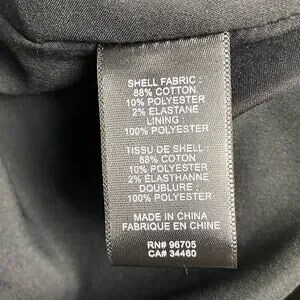 SHELL FABRIC :
88% COTTON
10% POLYESTER
2% ELASTANE
LINING :
100% POLYESTER
TISSU DE SHELL :
88% COTON
10% POLYESTER
2% ÉLASTHANNE
DOUBLURE :
100% POLYESTER
MADE IN CHINA
FABRIQUE EN CHINE
RN# 96705
CA# 34460